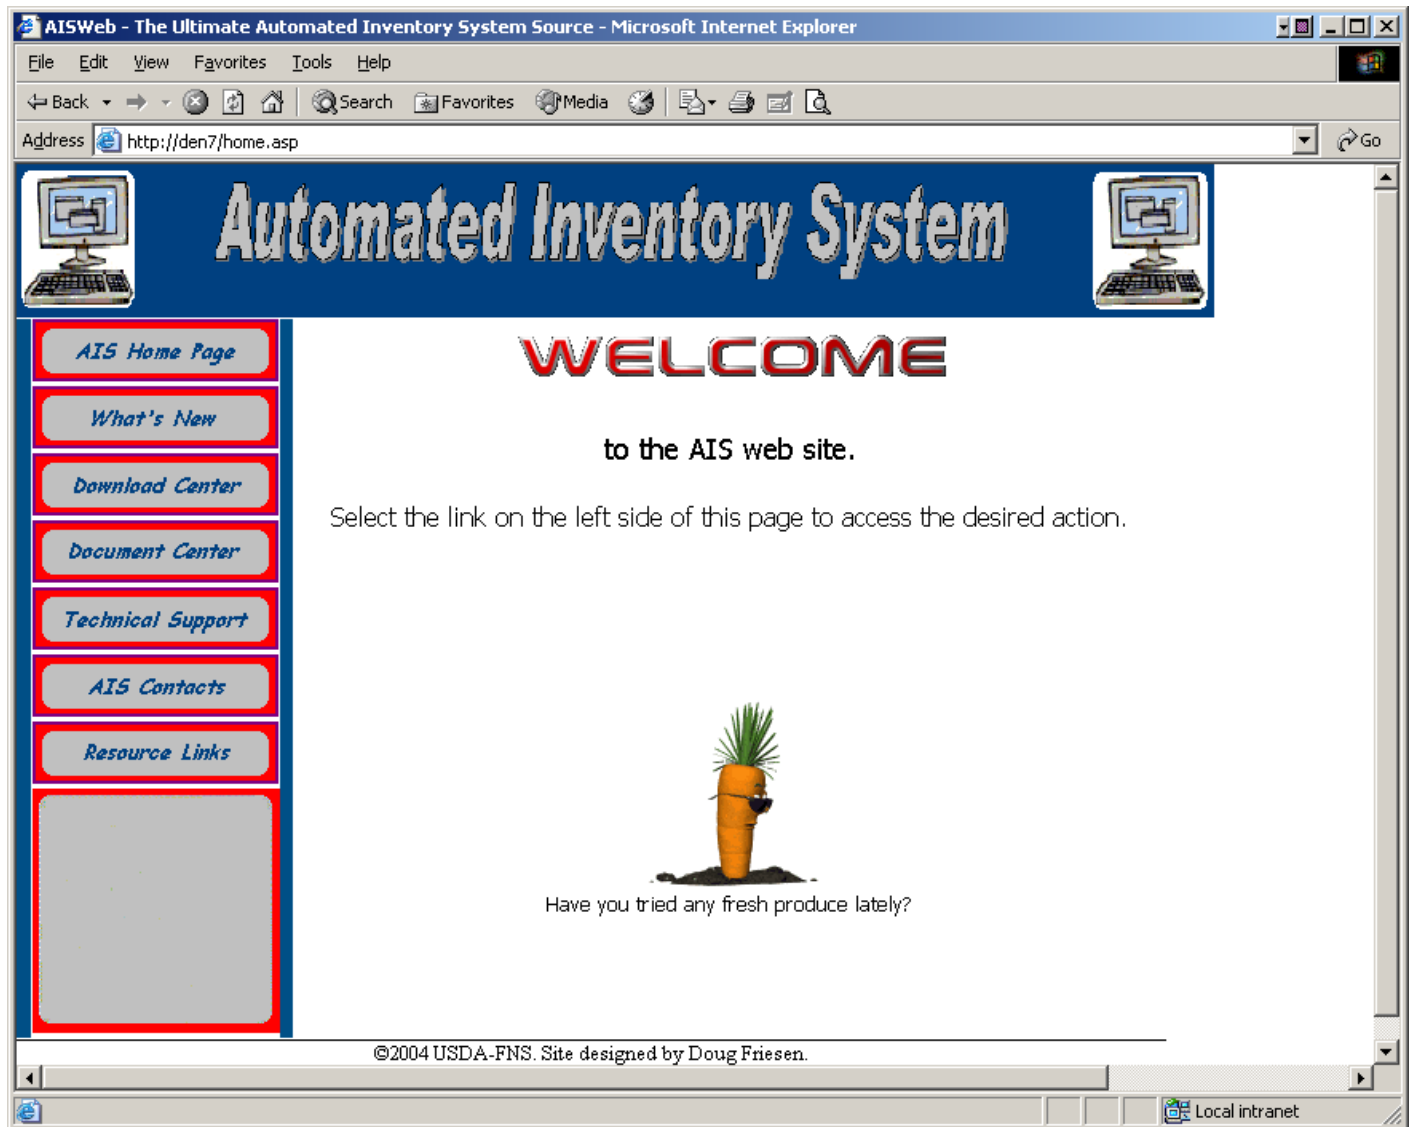 AISWeb - The Ultimate Automated Inventory System Source - Microsoft Internet Explorer
File Edit View Favorites Tools Help
Back Search Favorites Media
Address http://den7/home.asp Go
Automated Inventory System
AIS Home Page
What's New
Download Center
Document Center
Technical Support
AIS Contacts
Resource Links
WELCOME
to the AIS web site.
Select the link on the left side of this page to access the desired action.
Have you tried any fresh produce lately?
©2004 USDA-FNS. Site designed by Doug Friesen.
Local intranet